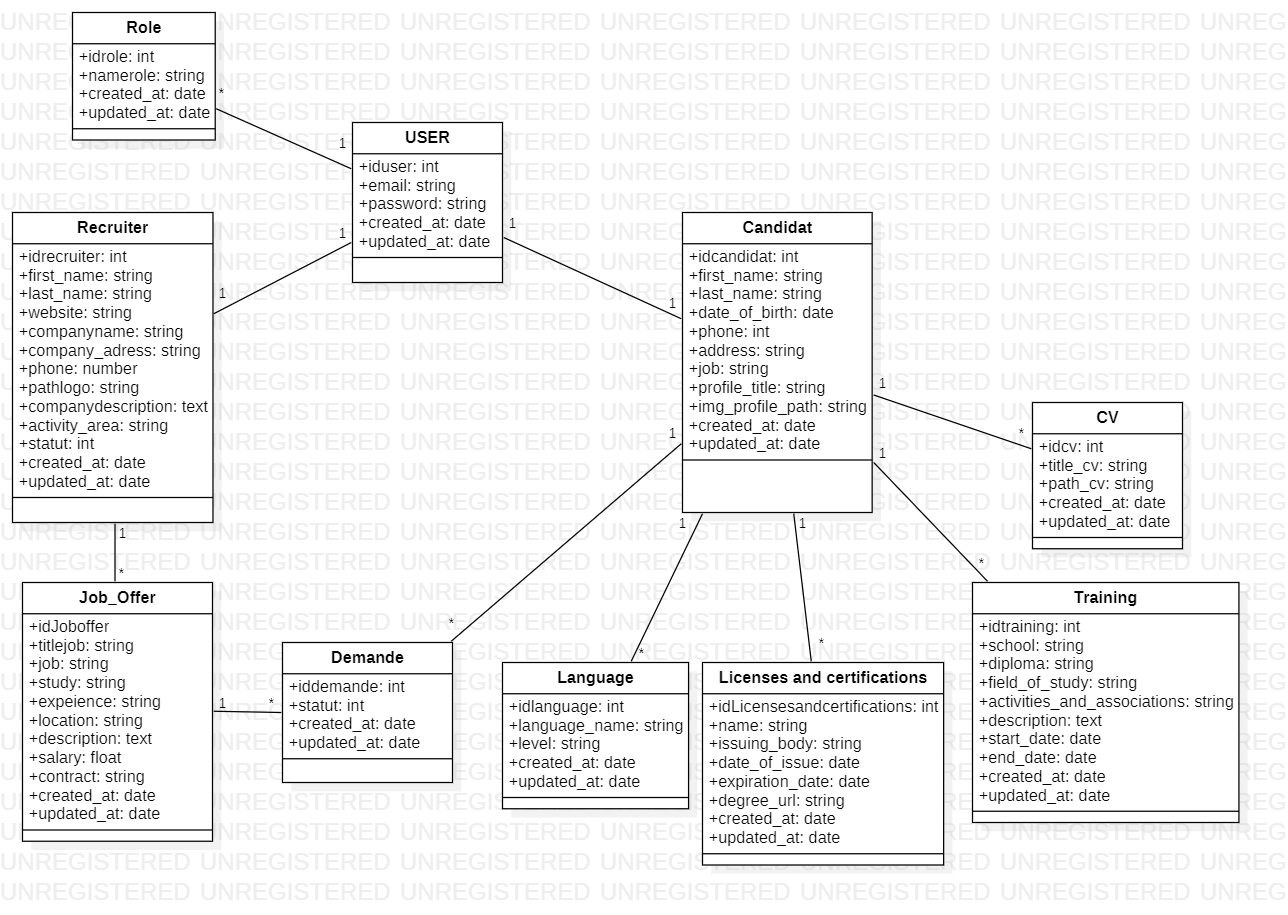 Role
+idrole: int
+namerole: string
+created_at: date
+updated_at: date
*
1
USER
+iduser: int
+email: string
+password: string
+created_at: date
+updated_at: date
1
1
1
1
Recruiter
+idrecruiter: int
+first_name: string
+last_name: string
+website: string
+companyname: string
+company_adress: string
+phone: number
+pathlogo: string
+companydescription: text
+activity_area: string
+statut: int
+created_at: date
+updated_at: date
1
*
Candidat
+idcandidat: int
+first_name: string
+last_name: string
+date_of_birth: date
+phone: int
+address: string
+job: string
+profile_title: string
+img_profile_path: string
+created_at: date
+updated_at: date
1
*
1
*
1
*
1
*
1
*
CV
+idcv: int
+title_cv: string
+path_cv: string
+created_at: date
+updated_at: date
Job_Offer
+idJoboffer
+titlejob: string
+job: string
+study: string
+expeience: string
+location: string
+description: text
+salary: float
+contract: string
+created_at: date
+updated_at: date
1
*
Demande
+iddemande: int
+statut: int
+created_at: date
+updated_at: date
Language
+idlanguage: int
+language_name: string
+level: string
+created_at: date
+updated_at: date
Licenses and certifications
+idLicensesandcertifications: int
+name: string
+issuing_body: string
+date_of_issue: date
+expiration_date: date
+degree_url: string
+created_at: date
+updated_at: date
Training
+idtraining: int
+school: string
+diploma: string
+field_of_study: string
+activities_and_associations: string
+description: text
+start_date: date
+end_date: date
+created_at: date
+updated_at: date
UNREGISTERED